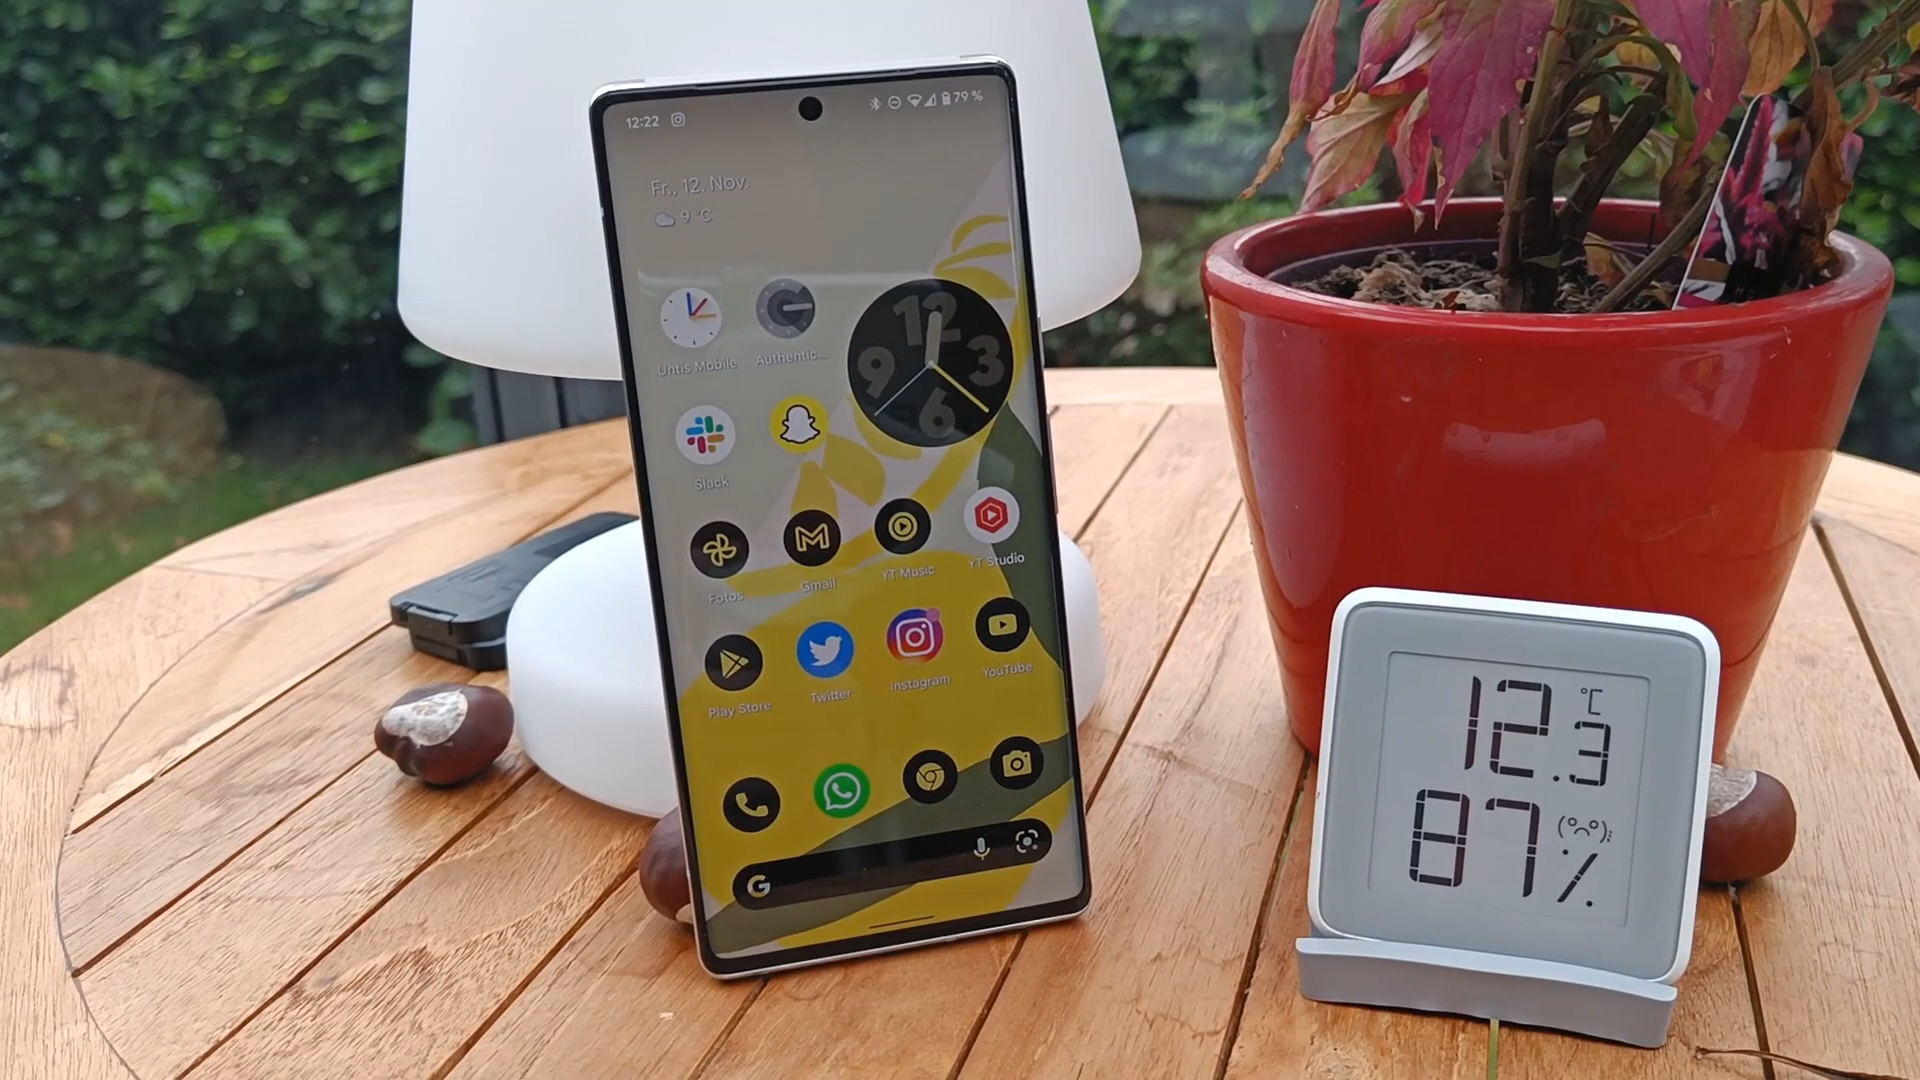 12:22
79 %
Fr., 12. Nov.
9 °C
12
9 3
6
Untis Mobile
Authentic...
Slack
Fotos
Gmail
YT Music
YT Studio
Play Store
Twitter
Instagram
YouTube
G
12.3 °C
87 %